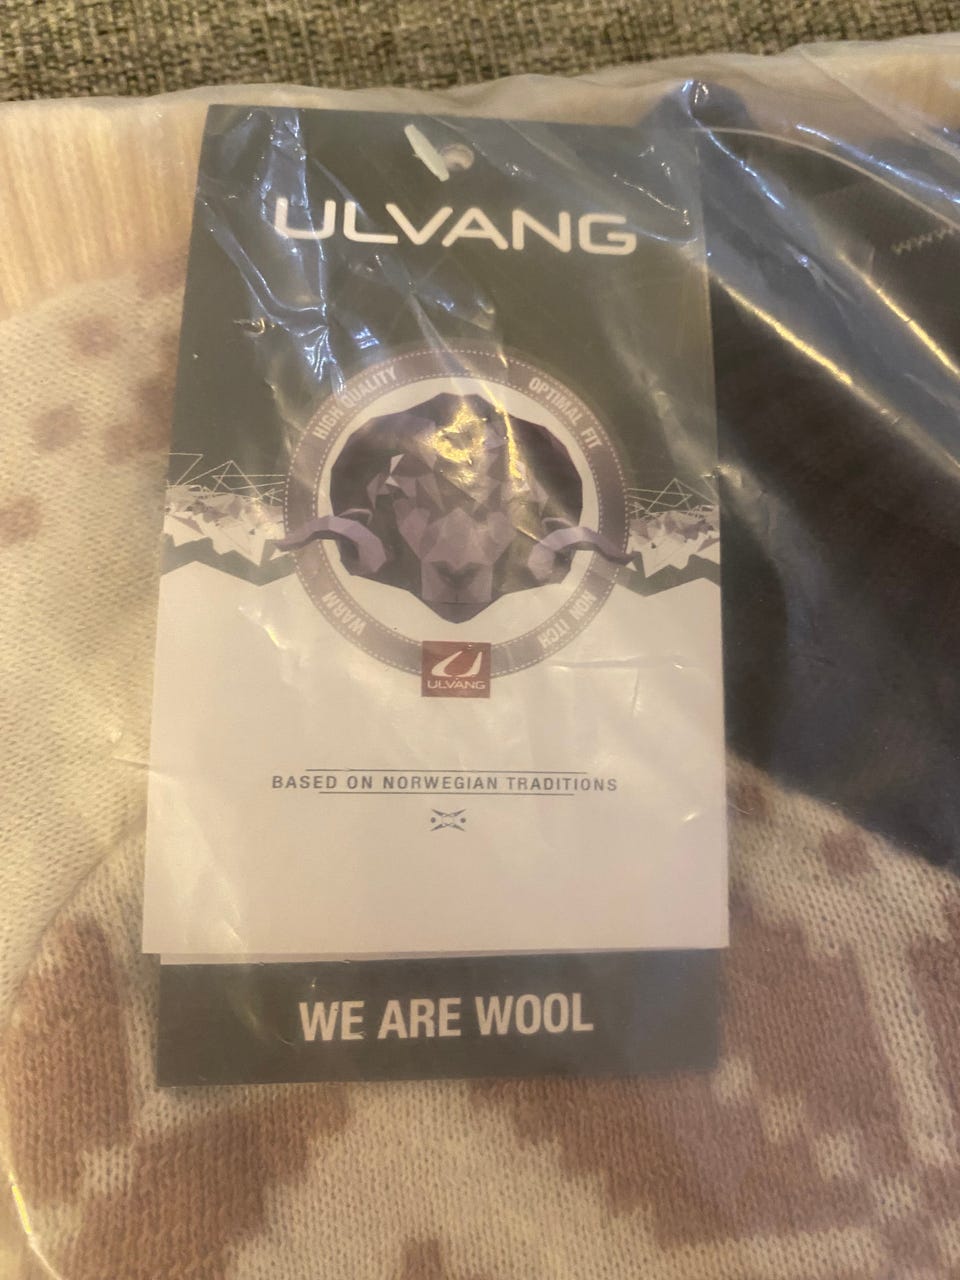 ULVANG
HIGH QUALITY
OPTIMAL FIT
WARM
NON ITCH
ULVANG
BASED ON NORWEGIAN TRADITIONS
WE ARE WOOL